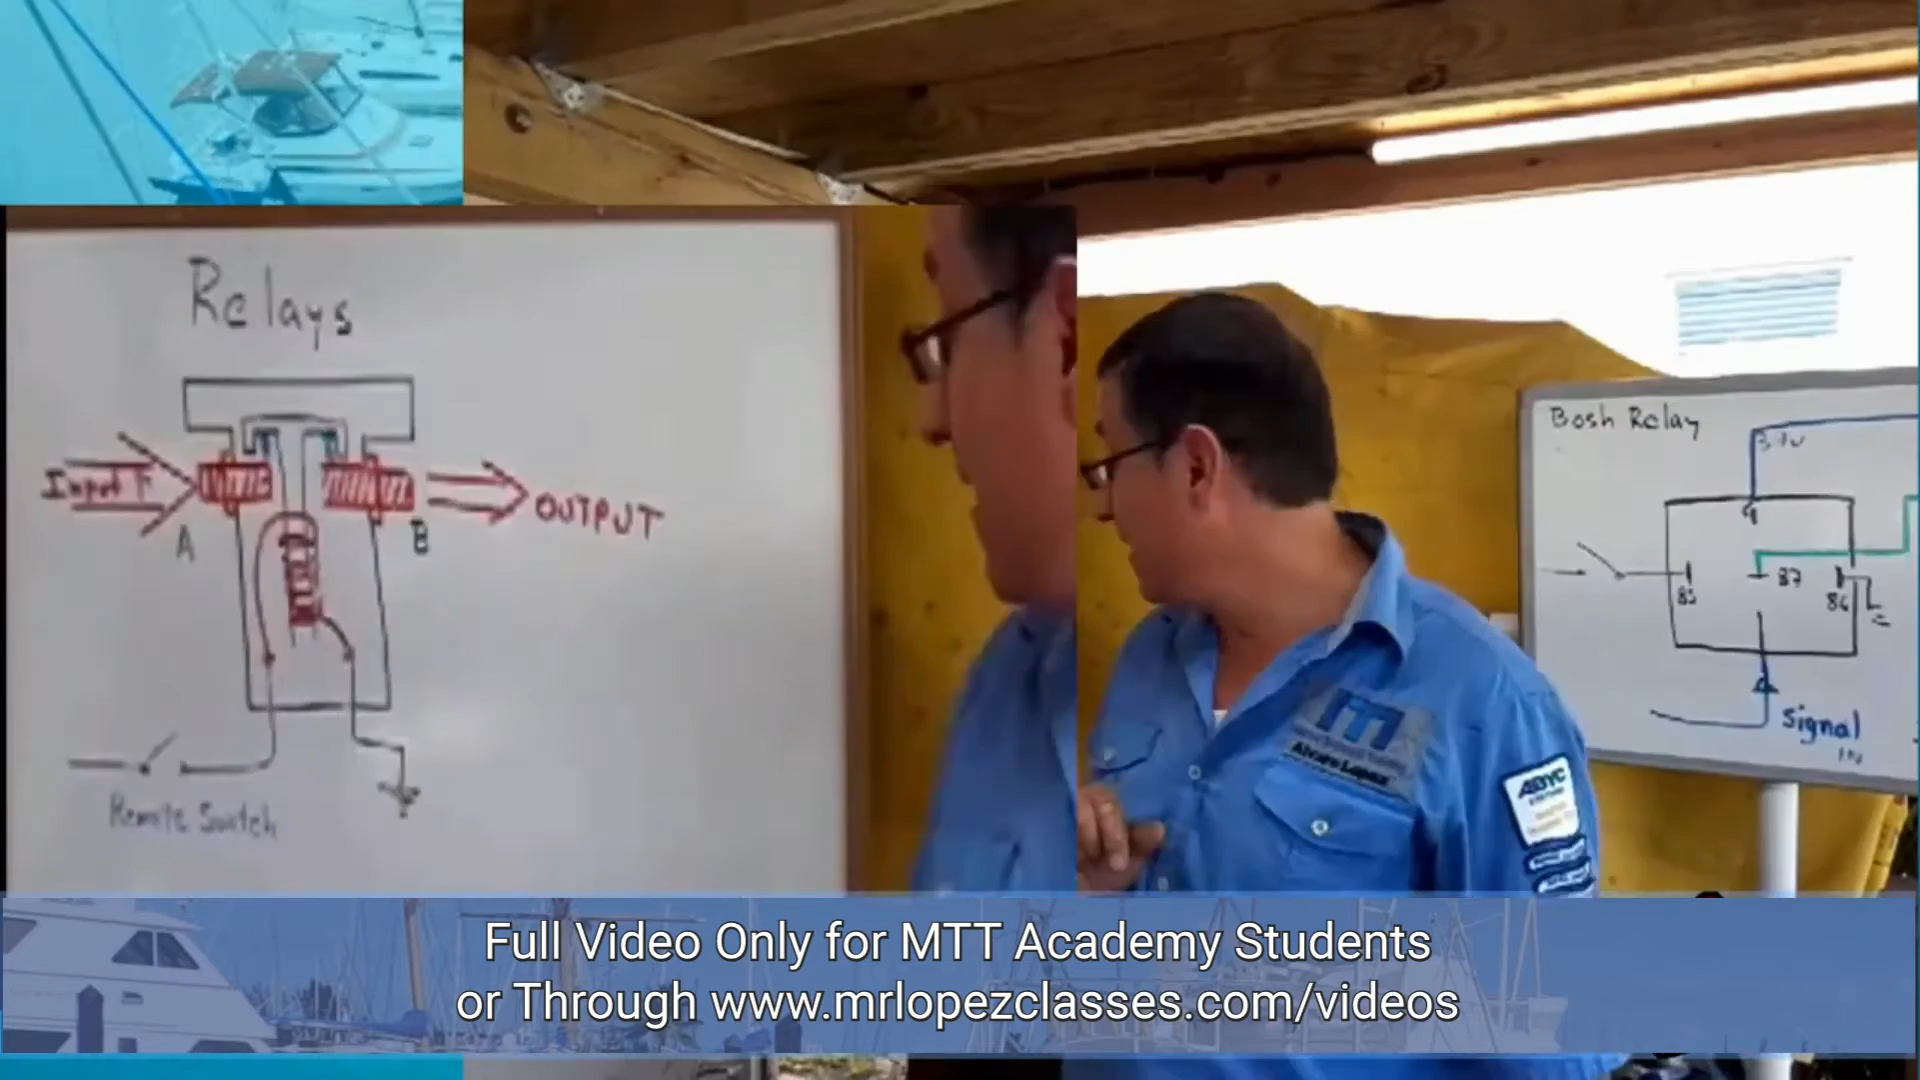 Relays
Input
A
B
OUTPUT
Remote Switch
Bosh Relay
85
87
86
Signal
IN
Alvaro Lopez
ABYC
Full Video Only for MTT Academy Students
or Through www.mrlopezclasses.com/videos